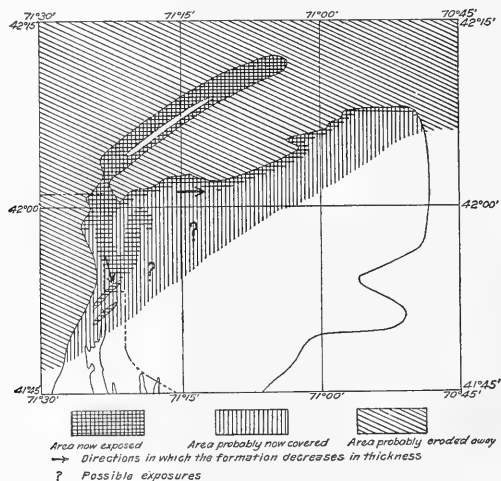 71°30' 71°15' 71°00' 70°45'
42°15' 42°15'
42°00' 42°00'
?
?
41°45 41°45'
71°30' 71°15' 71°00' 70°45'
Area now exposed Area probably now covered Area probably eroded away
→ Directions in which the formation decreases in thickness
? Possible exposures